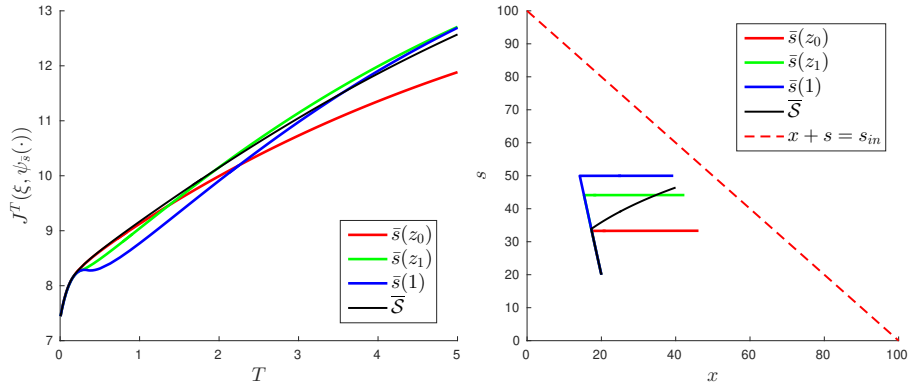 13
12
11
10
9
8
7
0
1
2
3
4
5
T
J^T(ξ, ψ_s̄(·))
s̄(z_0)
s̄(z_1)
s̄(1)
S̅
100
90
80
70
60
50
40
30
20
10
0
0
20
40
60
80
100
x
s
s̄(z_0)
s̄(z_1)
s̄(1)
S̅
x + s = s_in